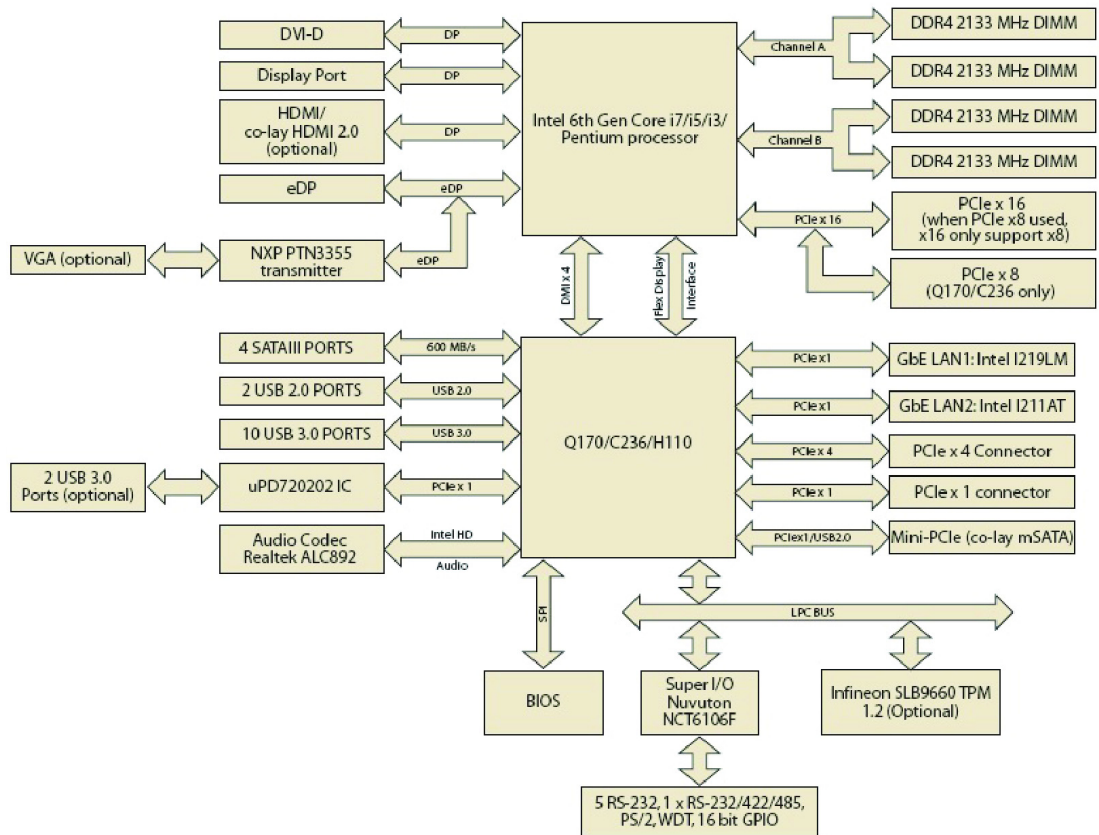 DVI-D
DP
Display Port
DP
HDMI/
co-lay HDMI 2.0
(optional)
DP
eDP
eDP
VGA (optional)
NXP PTN3355
transmitter
eDP
Intel 6th Gen Core i7/i5/i3/
Pentium processor
Channel A
DDR4 2133 MHz DIMM
DDR4 2133 MHz DIMM
Channel B
DDR4 2133 MHz DIMM
DDR4 2133 MHz DIMM
PCIe x 16
PCIe x 16
(when PCIe x8 used,
x16 only support x8)
PCIe x 8
(Q170/C236 only)
DMI x 4
Flex Display
Interface
4 SATAIII PORTS
600 MB/s
2 USB 2.0 PORTS
USB 2.0
10 USB 3.0 PORTS
USB 3.0
2 USB 3.0
Ports (optional)
uPD720202 IC
PCIe x 1
Audio Codec
Realtek ALC892
Intel HD
Audio
Q170/C236/H110
PCIe x1
GbE LAN1: Intel I219LM
PCIe x1
GbE LAN2: Intel I211AT
PCIe x 4
PCIe x 4 Connector
PCIe x 1
PCIe x 1 connector
PCIex1/USB2.0
Mini-PCIe (co-lay mSATA)
SPI
LPC BUS
BIOS
Super I/O
Nuvuton
NCT6106F
Infineon SLB9660 TPM
1.2 (Optional)
5 RS-232, 1 x RS-232/422/485,
PS/2, WDT, 16 bit GPIO